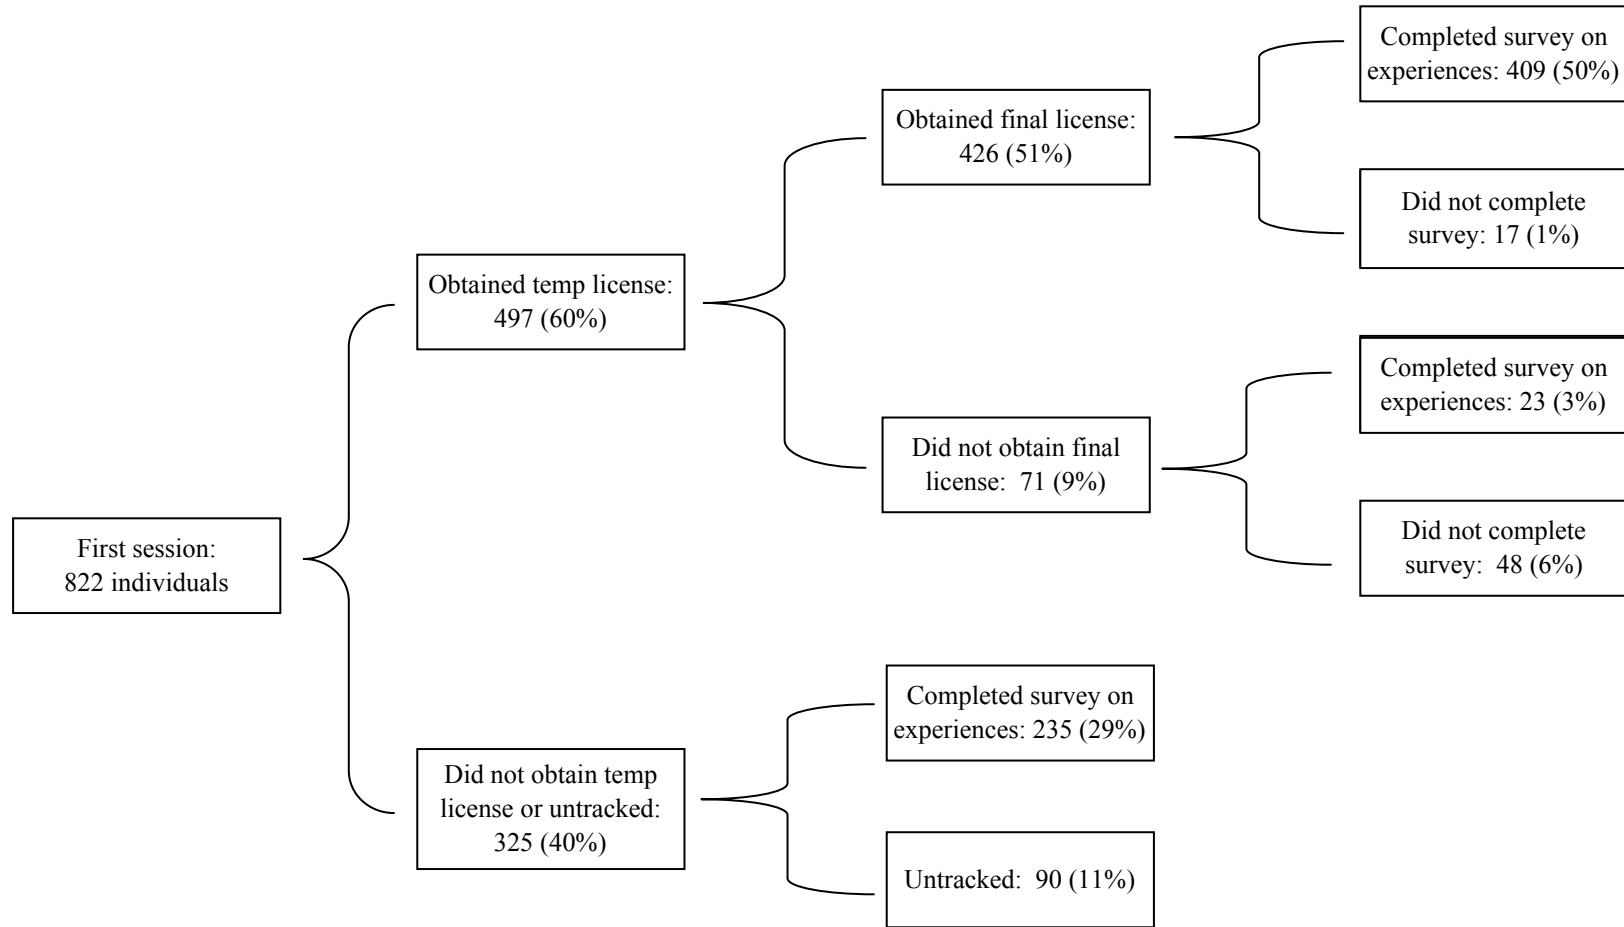 Completed survey on
experiences: 409 (50%)
Obtained final license:
426 (51%)
Did not complete
survey: 17 (1%)
Obtained temp license:
497 (60%)
Completed survey on
experiences: 23 (3%)
Did not obtain final
license: 71 (9%)
Did not complete
survey: 48 (6%)
First session:
822 individuals
Completed survey on
experiences: 235 (29%)
Did not obtain temp
license or untracked:
325 (40%)
Untracked: 90 (11%)